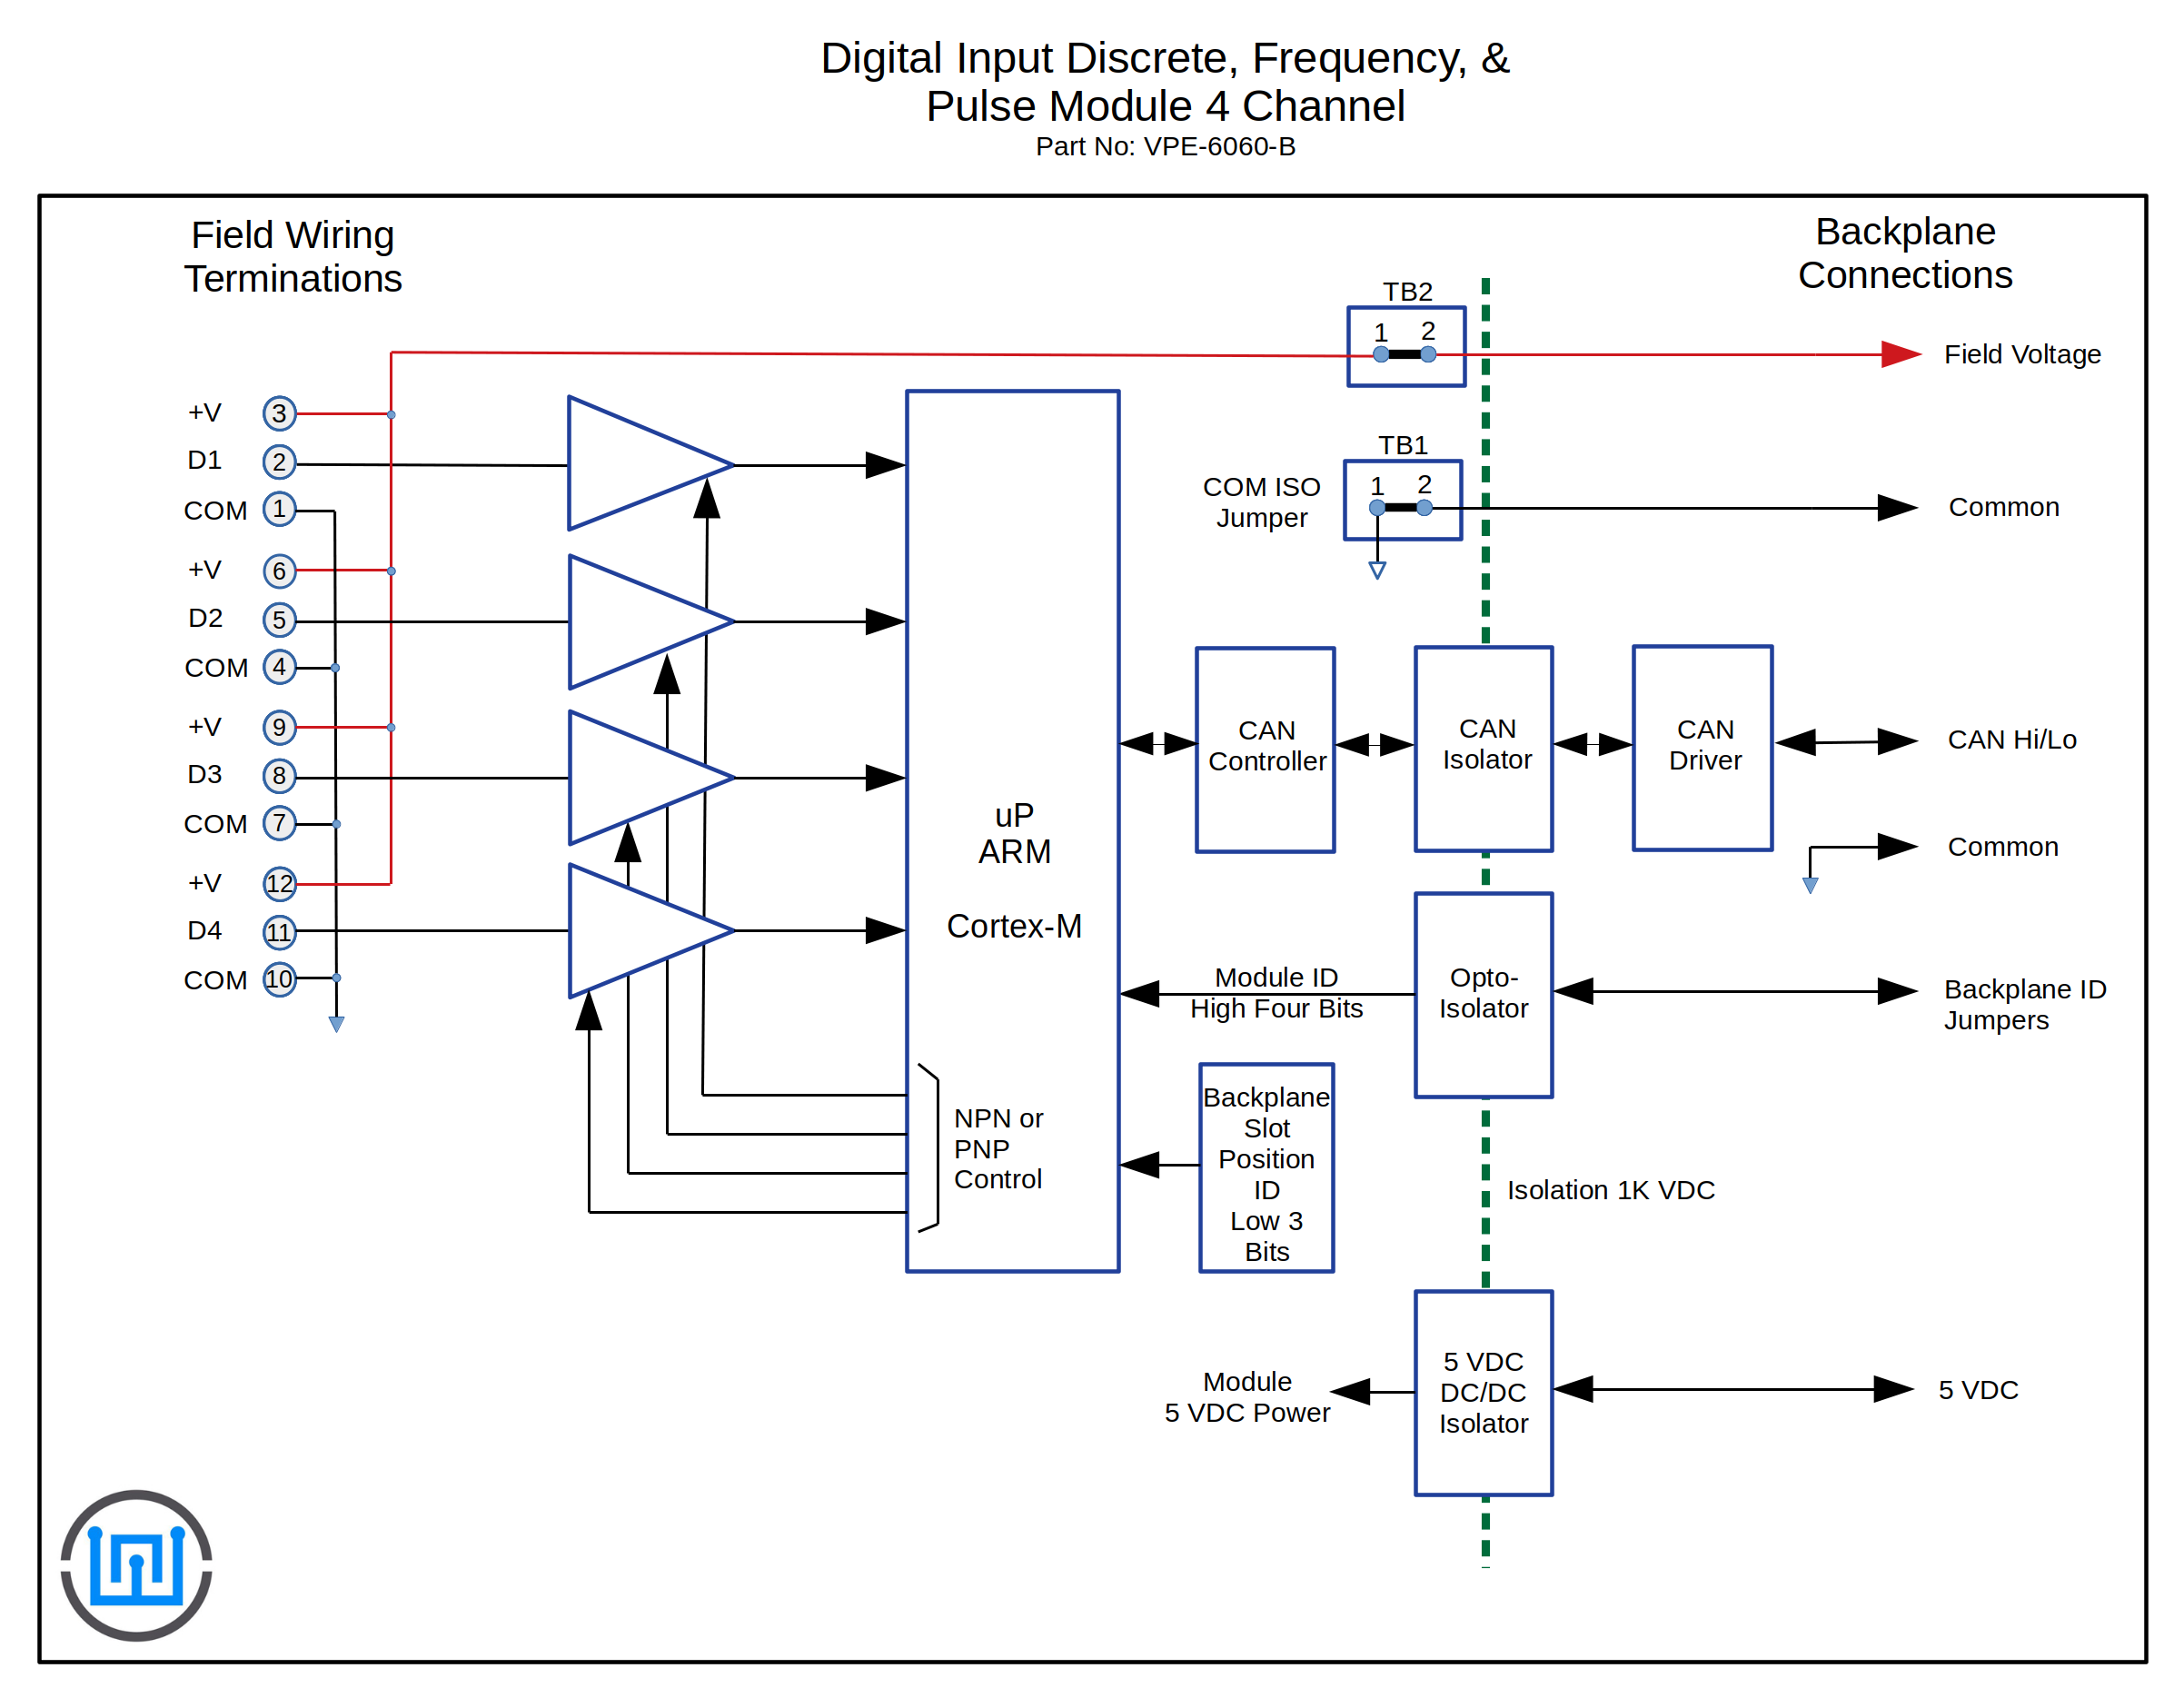 Digital Input Discrete, Frequency, &
Pulse Module 4 Channel
Part No: VPE-6060-B
Field Wiring
Terminations
Backplane
Connections
TB2
1 2
Field Voltage
+V 3
D1 2
COM 1
TB1
COM ISO
Jumper
1 2
Common
+V 6
D2 5
COM 4
+V 9
D3 8
COM 7
+V 12
D4 11
COM 10
uP
ARM
Cortex-M
NPN or
PNP
Control
CAN
Controller
CAN
Isolator
CAN
Driver
CAN Hi/Lo
Common
Module ID
High Four Bits
Opto-
Isolator
Backplane ID
Jumpers
Backplane
Slot
Position
ID
Low 3
Bits
Isolation 1K VDC
Module
5 VDC Power
5 VDC
DC/DC
Isolator
5 VDC